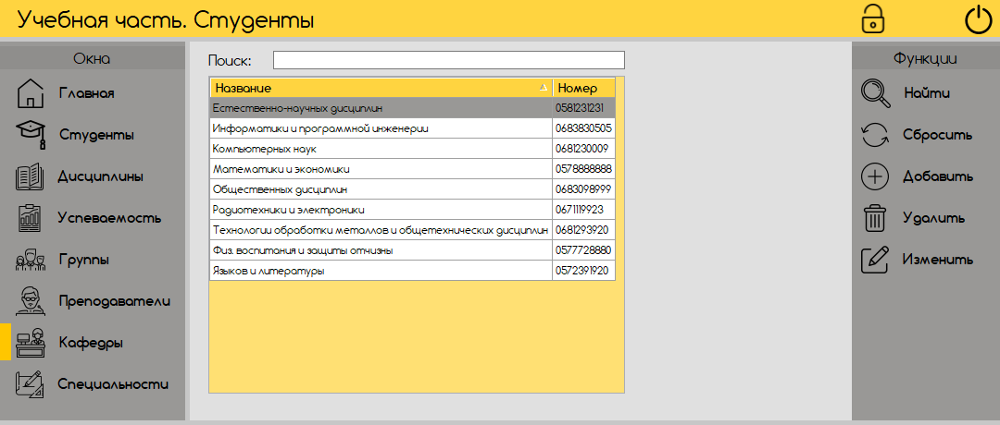 Учебная часть. Студенты
Окна
Главная
Студенты
Дисциплины
Успеваемость
Группы
Преподаватели
Кафедры
Специальности
Поиск:
Название Номер
Естественно-научных дисциплин 0581231231
Информатики и программной инженерии 0683830505
Компьютерных наук 0681230009
Математики и экономики 0578888888
Общественных дисциплин 0683098999
Радиотехники и электроники 0671119923
Технологии обработки металлов и общетехнических дисциплин 0681293920
Физ. воспитания и защиты отчизны 0577728880
Языков и литературы 0572391920
Функции
Найти
Сбросить
Добавить
Удалить
Изменить